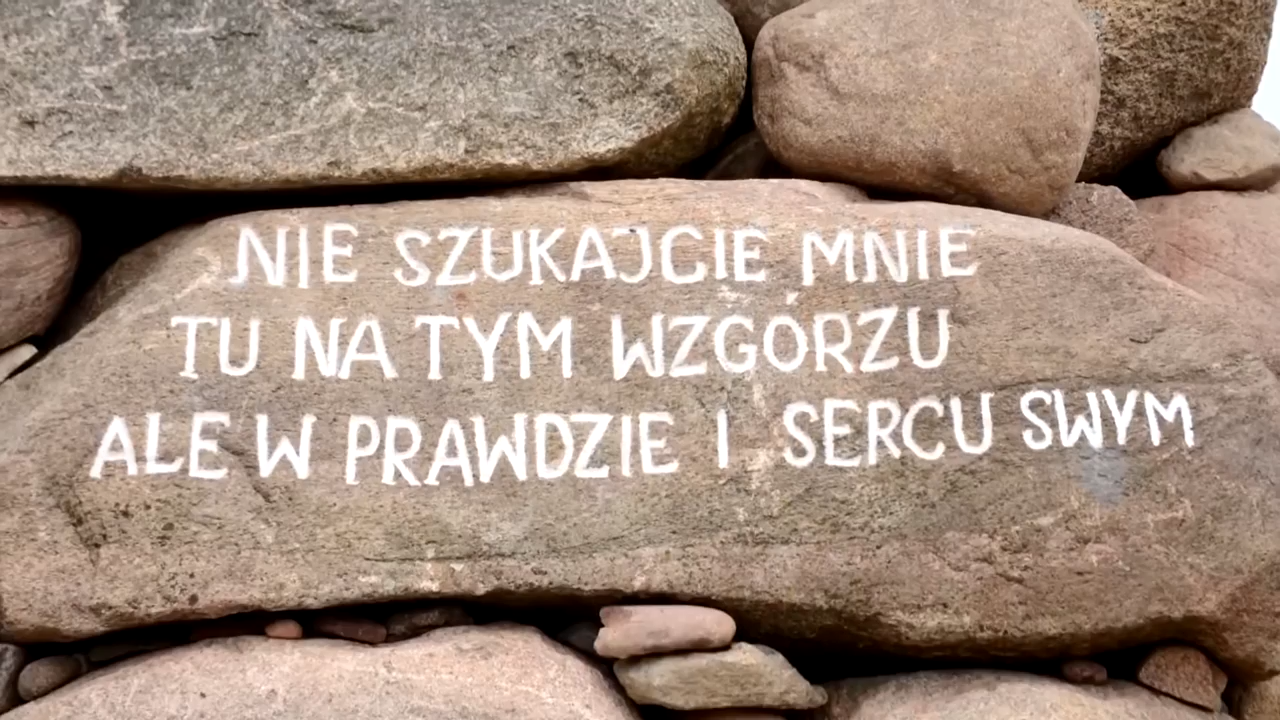 NIE SZUKAJCIE MNIE
TU NA TYM WZGÓRZU
ALE W PRAWDZIE I SERCU SWYM